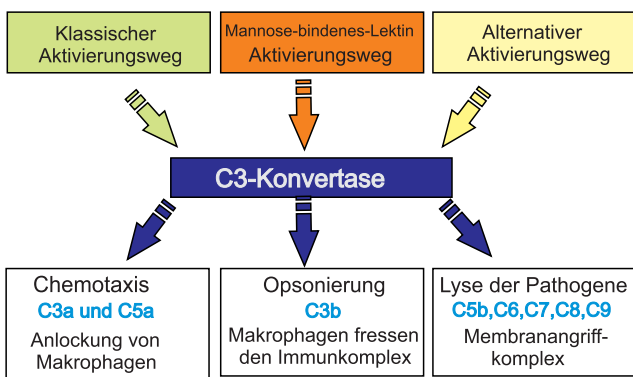 Klassischer
Aktivierungsweg
Mannose-bindenes-Lektin
Aktivierungsweg
Alternativer
Aktivierungsweg
C3-Konvertase
Chemotaxis
C3a und C5a
Anlockung von
Makrophagen
Opsonierung
C3b
Makrophagen fressen
den Immunkomplex
Lyse der Pathogene
C5b,C6,C7,C8,C9
Membranangriff-
komplex